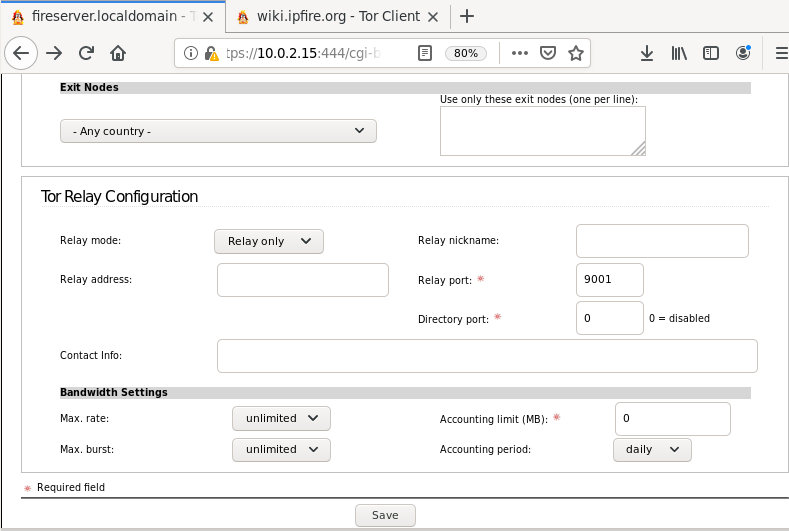 fireserver.localdomain - T
wiki.ipfire.org - Tor Client
tps://10.0.2.15:444/cgi-b
80%
Exit Nodes
Use only these exit nodes (one per line):
- Any country -
Tor Relay Configuration
Relay mode: Relay only Relay nickname:
Relay address: Relay port: * 9001
Directory port: * 0 0 = disabled
Contact Info:
Bandwidth Settings
Max. rate: unlimited Accounting limit (MB): * 0
Max. burst: unlimited Accounting period: daily
* Required field
Save